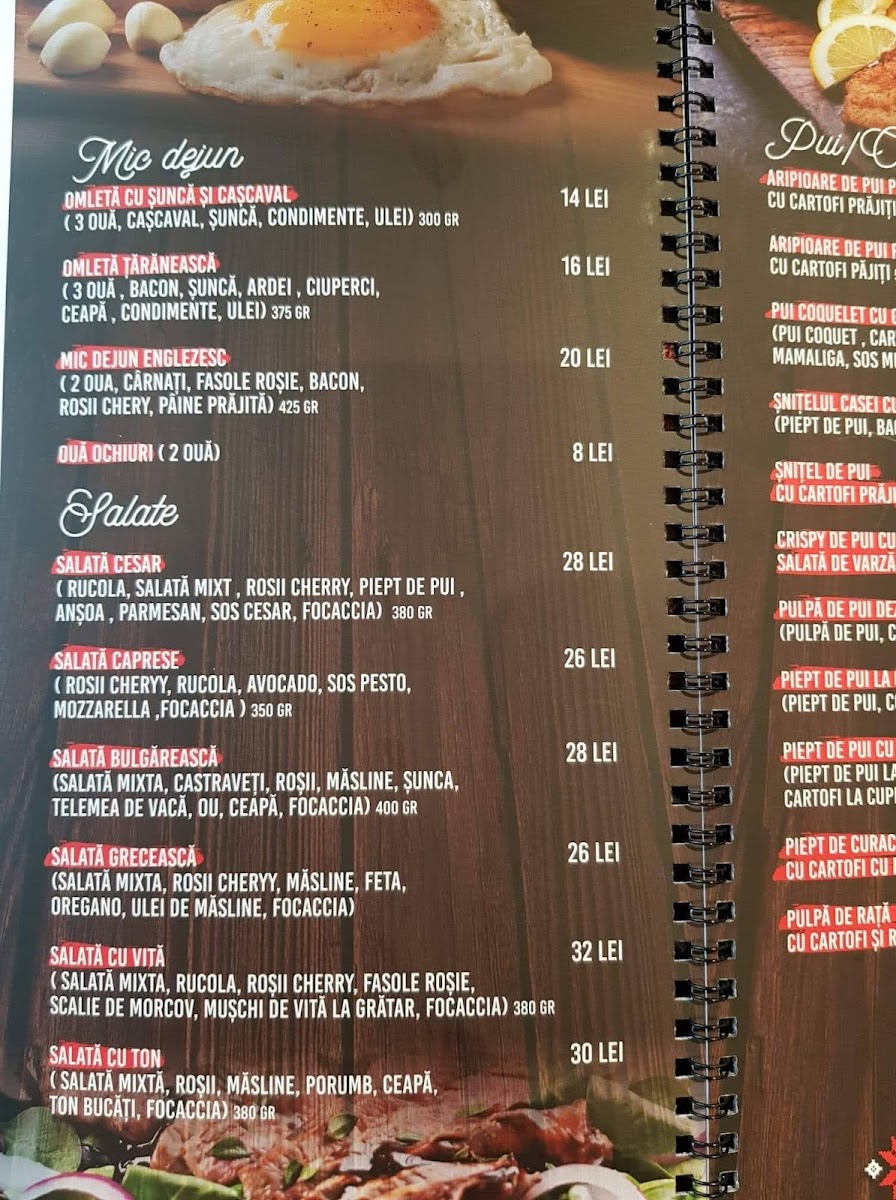 Mic dejun
OMLETĂ CU ȘUNCĂ ȘI CAȘCAVAL 14 LEI
( 3 OUĂ, CAȘCAVAL, ȘUNCĂ, CONDIMENTE, ULEI) 300 GR
OMLETĂ ȚĂRĂNEASCĂ 16 LEI
( 3 OUĂ , BACON, ȘUNCĂ, ARDEI , CIUPERCI,
CEAPĂ , CONDIMENTE, ULEI) 375 GR
MIC DEJUN ENGLEZESC 20 LEI
( 2 OUA, CÂRNAȚI, FASOLE ROȘIE, BACON,
ROSII CHERY, PÂINE PRĂJITĂ) 425 GR
OUĂ OCHIURI ( 2 OUĂ) 8 LEI
Salate
SALATĂ CESAR 28 LEI
( RUCOLA, SALATĂ MIXT , ROSII CHERRY, PIEPT DE PUI ,
ANȘOA , PARMESAN, SOS CESAR, FOCACCIA) 380 GR
SALATĂ CAPRESE 26 LEI
( ROSII CHERYY, RUCOLA, AVOCADO, SOS PESTO,
MOZZARELLA ,FOCACCIA ) 350 GR
SALATĂ BULGĂREASCĂ 28 LEI
(SALATĂ MIXTA, CASTRAVEȚI, ROȘII, MĂSLINE, ȘUNCA,
TELEMEA DE VACĂ, OU, CEAPĂ, FOCACCIA) 400 GR
SALATĂ GRECEASCĂ 26 LEI
(SALATĂ MIXTA, ROSII CHERYY, MĂSLINE, FETA,
OREGANO, ULEI DE MĂSLINE, FOCACCIA)
SALATĂ CU VITĂ 32 LEI
( SALATĂ MIXTA, RUCOLA, ROȘII CHERRY, FASOLE ROȘIE,
SCALIE DE MORCOV, MUȘCHI DE VITĂ LA GRĂTAR, FOCACCIA) 380 GR
SALATĂ CU TON 30 LEI
( SALATĂ MIXTĂ, ROȘII, MĂSLINE, PORUMB, CEAPĂ,
TON BUCĂȚI, FOCACCIA) 380 GR
Pui/
ARIPIOARE DE PUI
CU CARTOFI PRĂJIȚI
ARIPIOARE DE PUI
CU CARTOFI PĂJIȚI
PUI COQUELET CU
(PUI COQUET ,
MAMALIGA, SOS
ȘNIȚELUL CASEI CU
(PIEPT DE PUI,
ȘNIȚEL DE PUI
CU CARTOFI
CRISPY DE PUI CU
SALATĂ DE VARZĂ
PULPĂ DE PUI
(PULPĂ DE PUI,
PIEPT DE PUI LA
(PIEPT DE PUI,
PIEPT DE PUI CU
(PIEPT DE PUI LA
CARTOFI LA
PIEPT DE
CU CARTOFI CU
PULPĂ DE RAȚĂ
CU CARTOFI ȘI